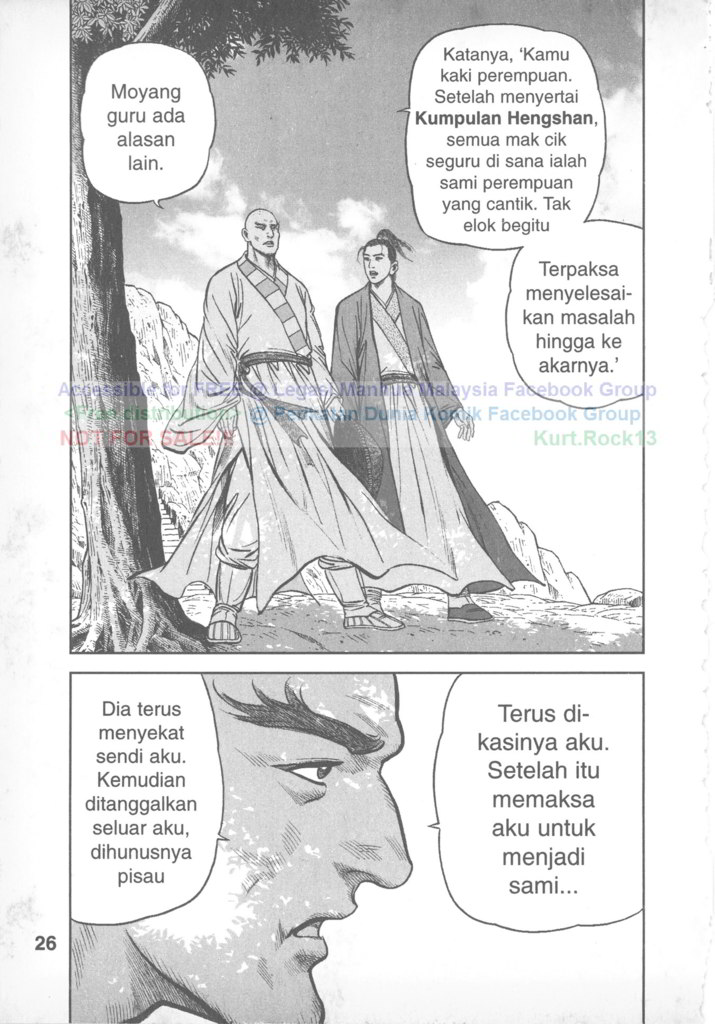 Moyang
guru ada
alasan
lain.
Katanya, ‘Kamu
kaki perempuan.
Setelah menyertai
Kumpulan Hengshan,
semua mak cik
seguru di sana ialah
sami perempuan
yang cantik. Tak
elok begitu
Terpaksa
menyelesai-
kan masalah
hingga ke
akarnya.’
Accessible for FREE @ Legasi Manhua Malaysia Facebook Group
<Free distribution> @ Dunia Komik Facebook Group
NOT FOR SALE!!!
Kurt.Rock13
Dia terus
menyekat
sendi aku.
Kemudian
ditanggalkan
seluar aku,
dihunusnya
pisau
Terus di-
kasinya aku.
Setelah itu
memaksa
aku untuk
menjadi
sami...
26